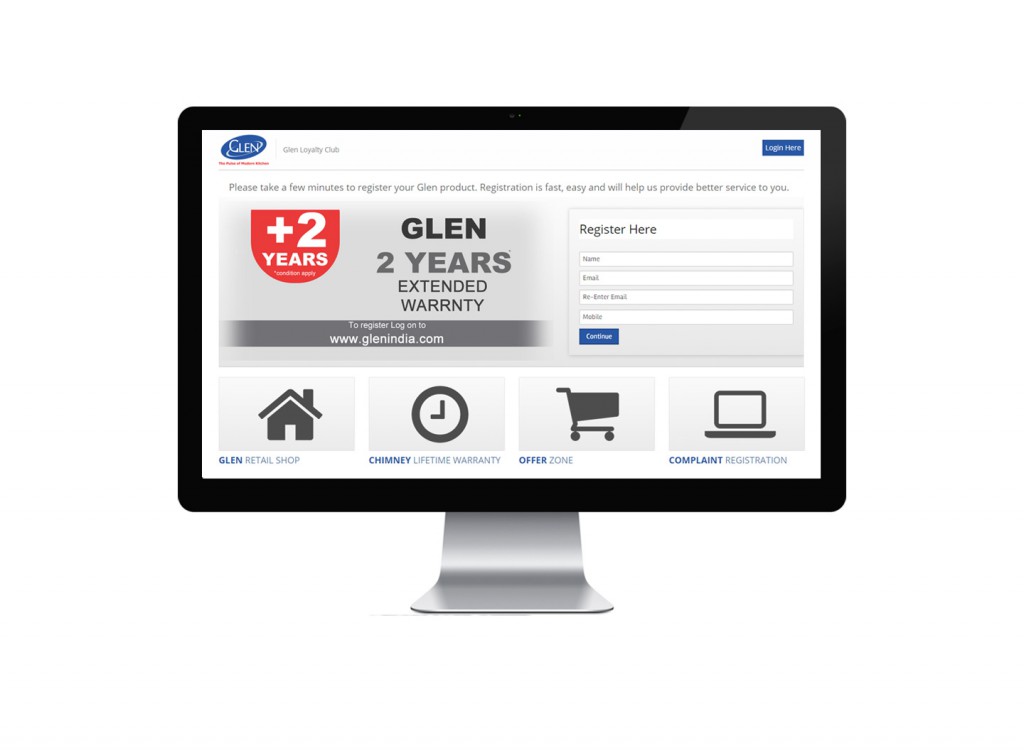 GLEN
The Pulse of Modern Kitchen
Glen Loyalty Club
Login Here
Please take a few minutes to register your Glen product. Registration is fast, easy and will help us provide better service to you.
+2
YEARS
*condition apply
GLEN
2 YEARS*
EXTENDED
WARRNTY
To register Log on to
www.glenindia.com
Register Here
Name
Email
Re-Enter Email
Mobile
Continue
GLEN RETAIL SHOP
CHIMNEY LIFETIME WARRANTY
OFFER ZONE
COMPLAINT REGISTRATION